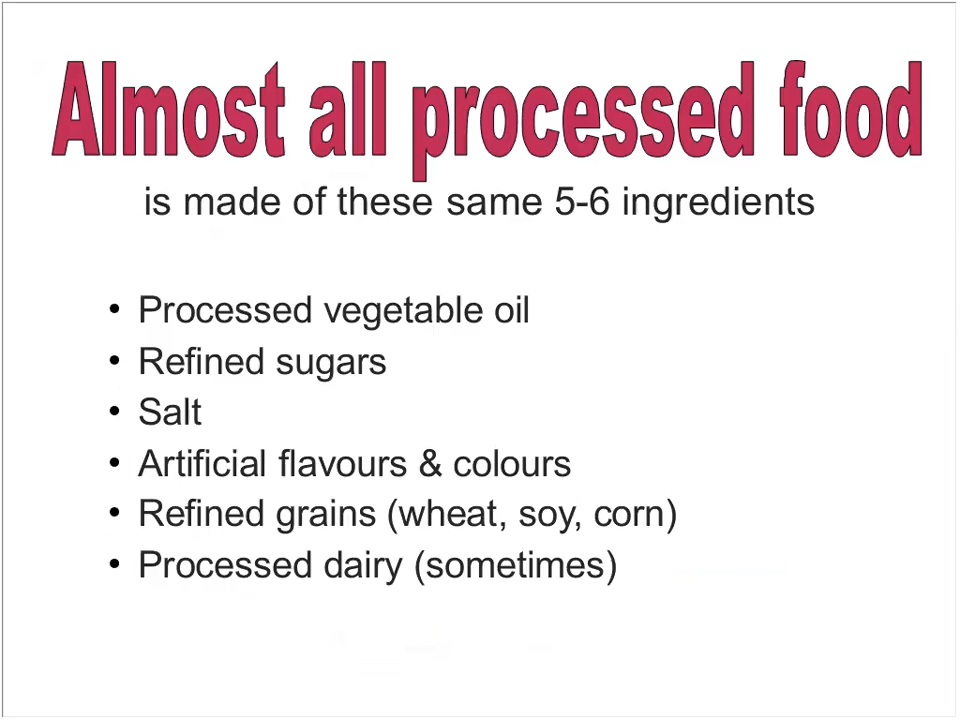 Almost all processed food
is made of these same 5-6 ingredients
• Processed vegetable oil
• Refined sugars
• Salt
• Artificial flavours & colours
• Refined grains (wheat, soy, corn)
• Processed dairy (sometimes)